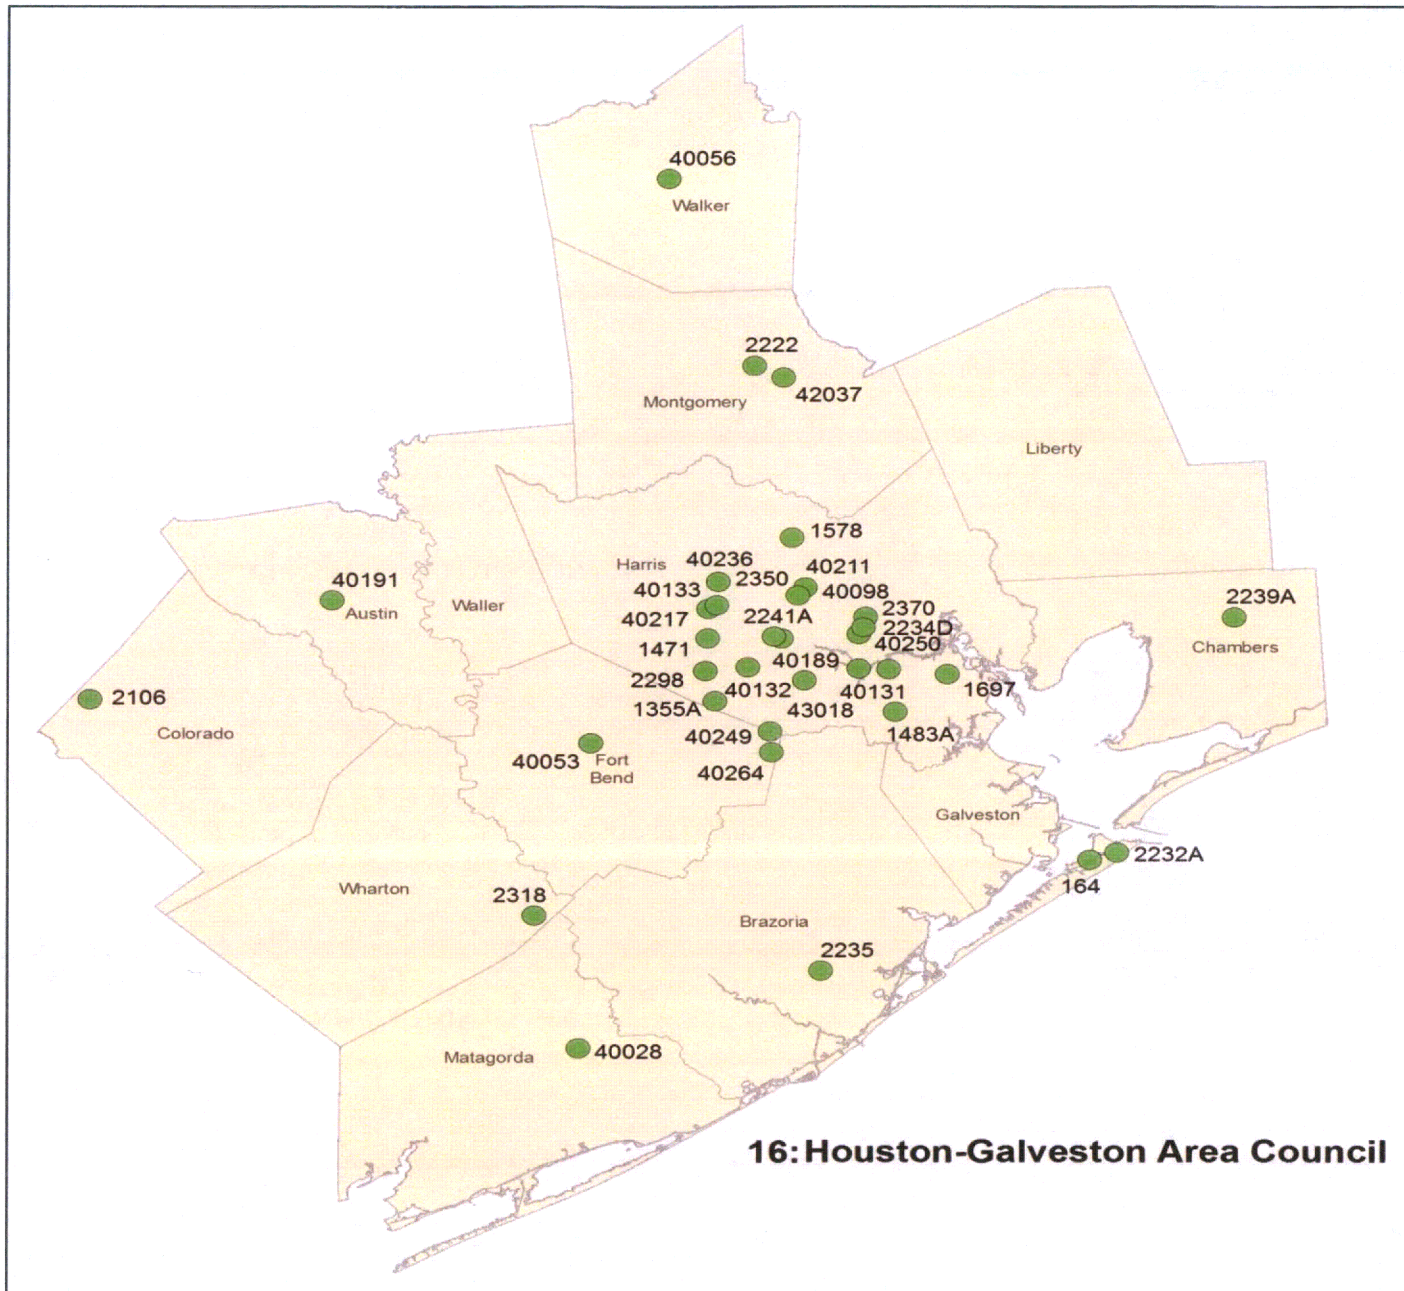 40056
Walker
2222
42037
Montgomery
Liberty
1578
40236
40211
Harris
2350
40191
40133
40098
2239A
Austin
Waller
2370
40217
2241A
2234D
40250
1471
Chambers
40189
2298
40132
40131
1697
2106
1355A
43018
Colorado
40249
1483A
40053
Fort
Bend
40264
Galveston
2232A
164
Wharton
2318
Brazoria
2235
Matagorda
40028
16: Houston-Galveston Area Council